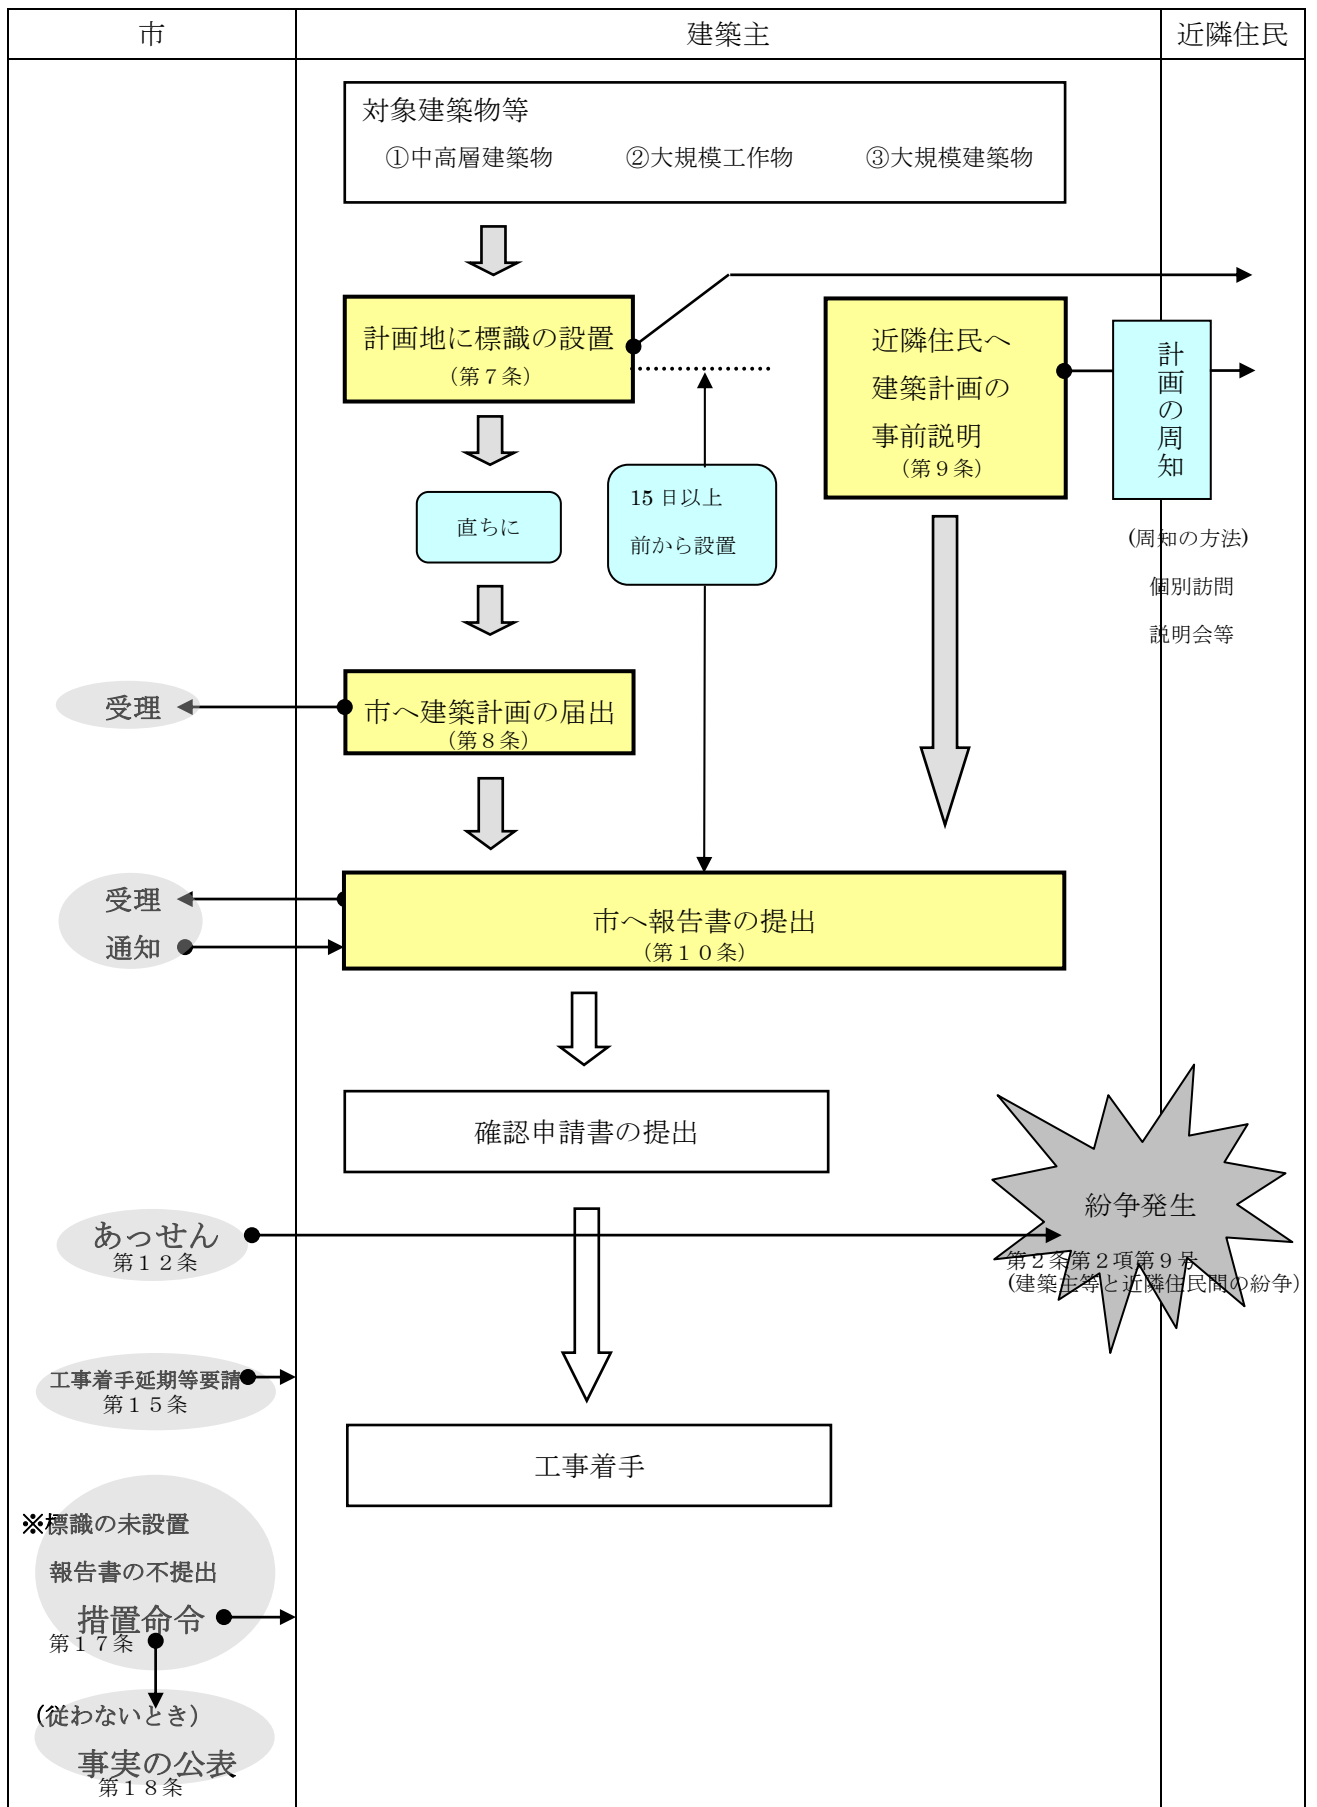 市
建築主
近隣住民
対象建築物等
①中高層建築物 ②大規模工作物 ③大規模建築物
計画地に標識の設置
（第７条）
近隣住民へ
建築計画の
事前説明
（第９条）
計画の周知
15 日以上
前から設置
直ちに
(周知の方法)
個別訪問
説明会等
受理
市へ建築計画の届出
（第８条）
受理
通知
市へ報告書の提出
（第１０条）
確認申請書の提出
紛争発生
第２条第２項第９号
(建築主等と近隣住民間の紛争)
あっせん
第１２条
工事着手延期等要請
第１５条
工事着手
※標識の未設置
報告書の不提出
措置命令
第１７条
(従わないとき)
事実の公表
第１８条